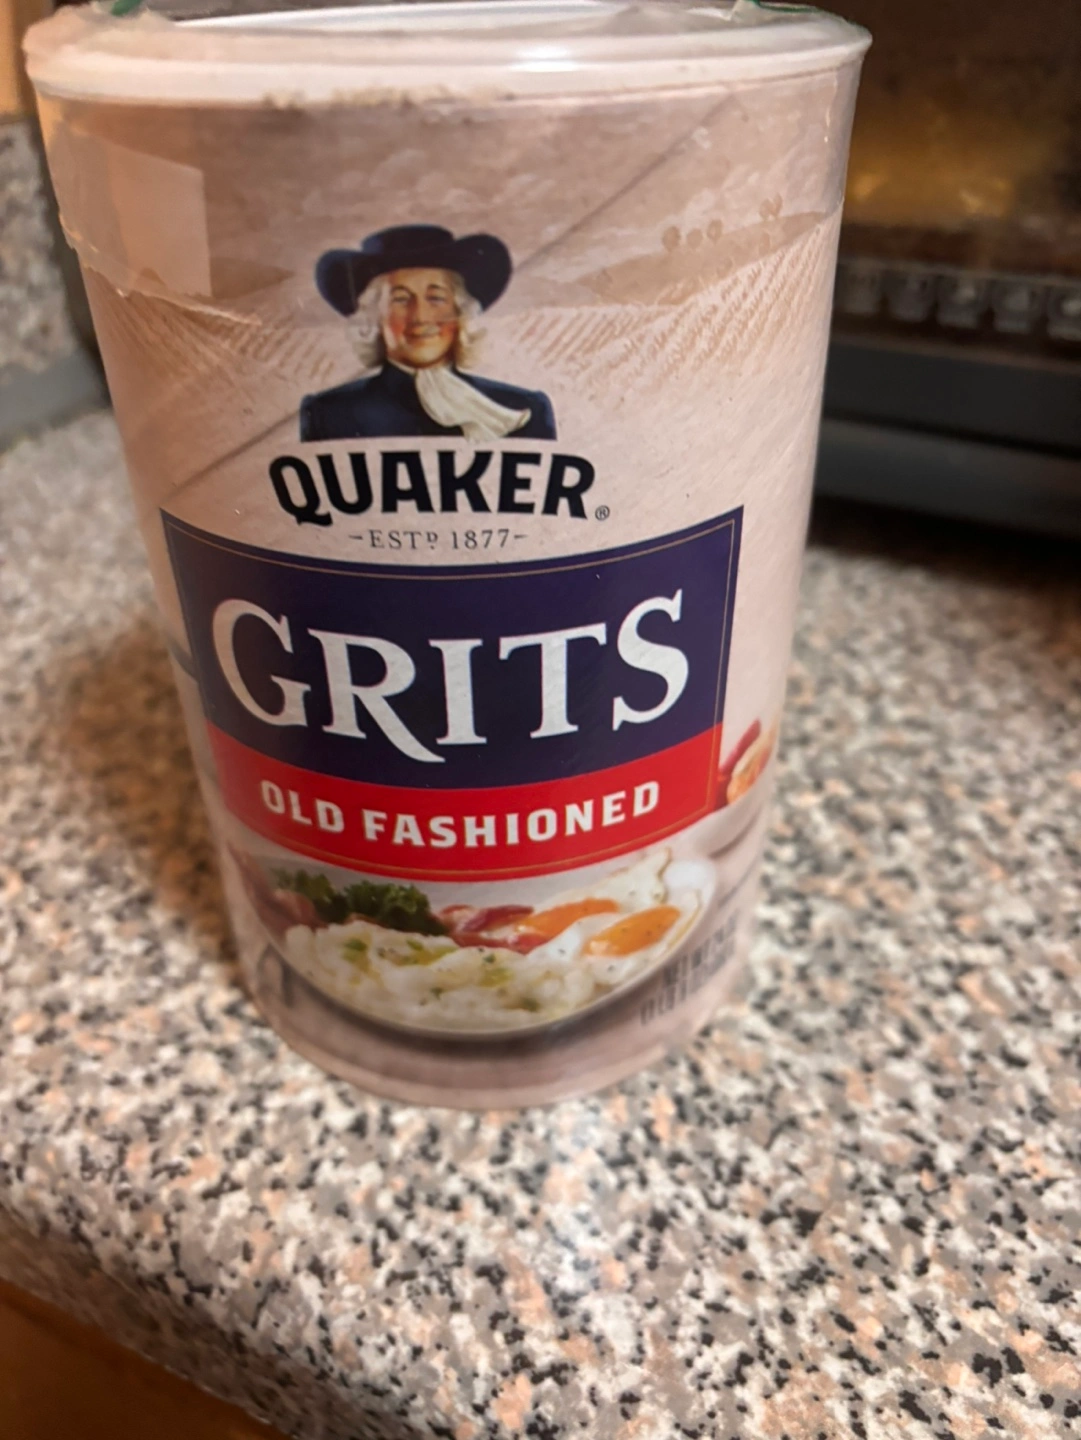 QUAKER®
-ESTD 1877-
GRITS
OLD FASHIONED